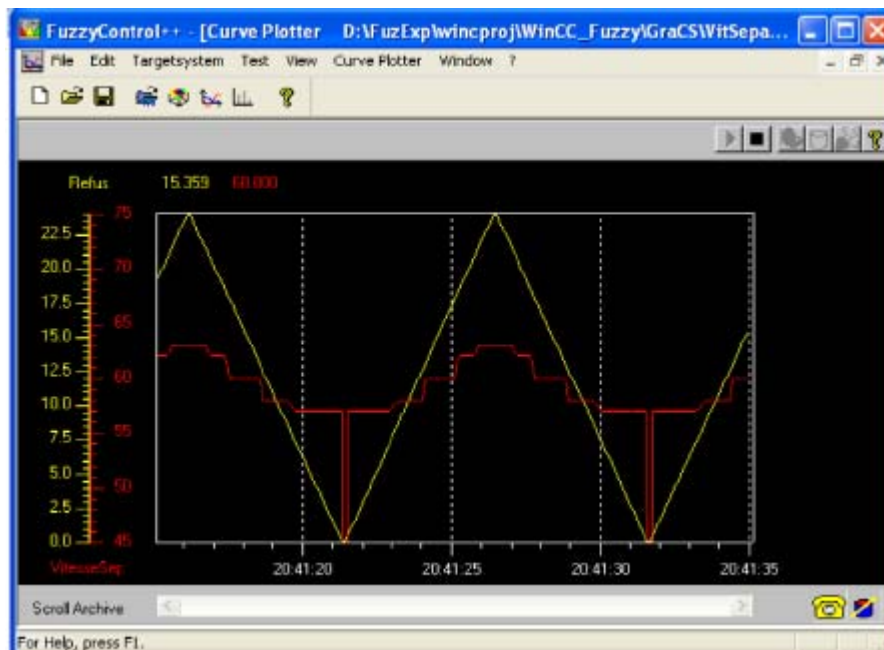 FuzzyControl++ - [Curve Plotter D:\FuzExp\wincproj\WinCC_Fuzzy\GraCS\VitSepa...
File Edit Targetsystem Test View Curve Plotter Window ?
Refus 15.359 60.000
75
22.5
20.0 70
17.5
15.0 65
12.5
60
10.0
55
7.5
5.0 50
2.5
0.0 45
VitesseSep 20:41:20 20:41:25 20:41:30 20:41:35
Scroll Archive
For Help, press F1.